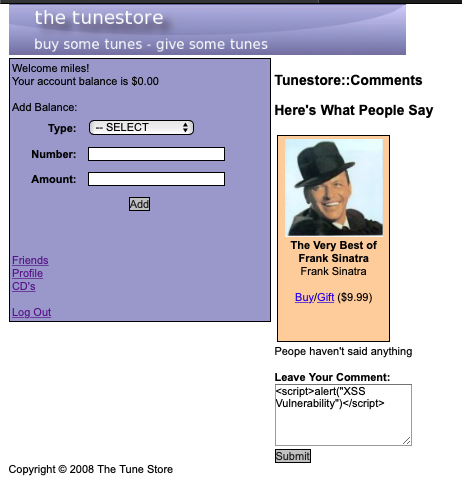 the tunestore
buy some tunes - give some tunes
Welcome miles!
Your account balance is $0.00
Add Balance:
Type: -- SELECT
Number:
Amount:
Add
Friends
Profile
CD's
Log Out
Tunestore::Comments
Here's What People Say
The Very Best of
Frank Sinatra
Frank Sinatra
Buy/Gift ($9.99)
Peope haven't said anything
Leave Your Comment:
<script>alert("XSS
Vulnerability")</script>
Submit
Copyright © 2008 The Tune Store